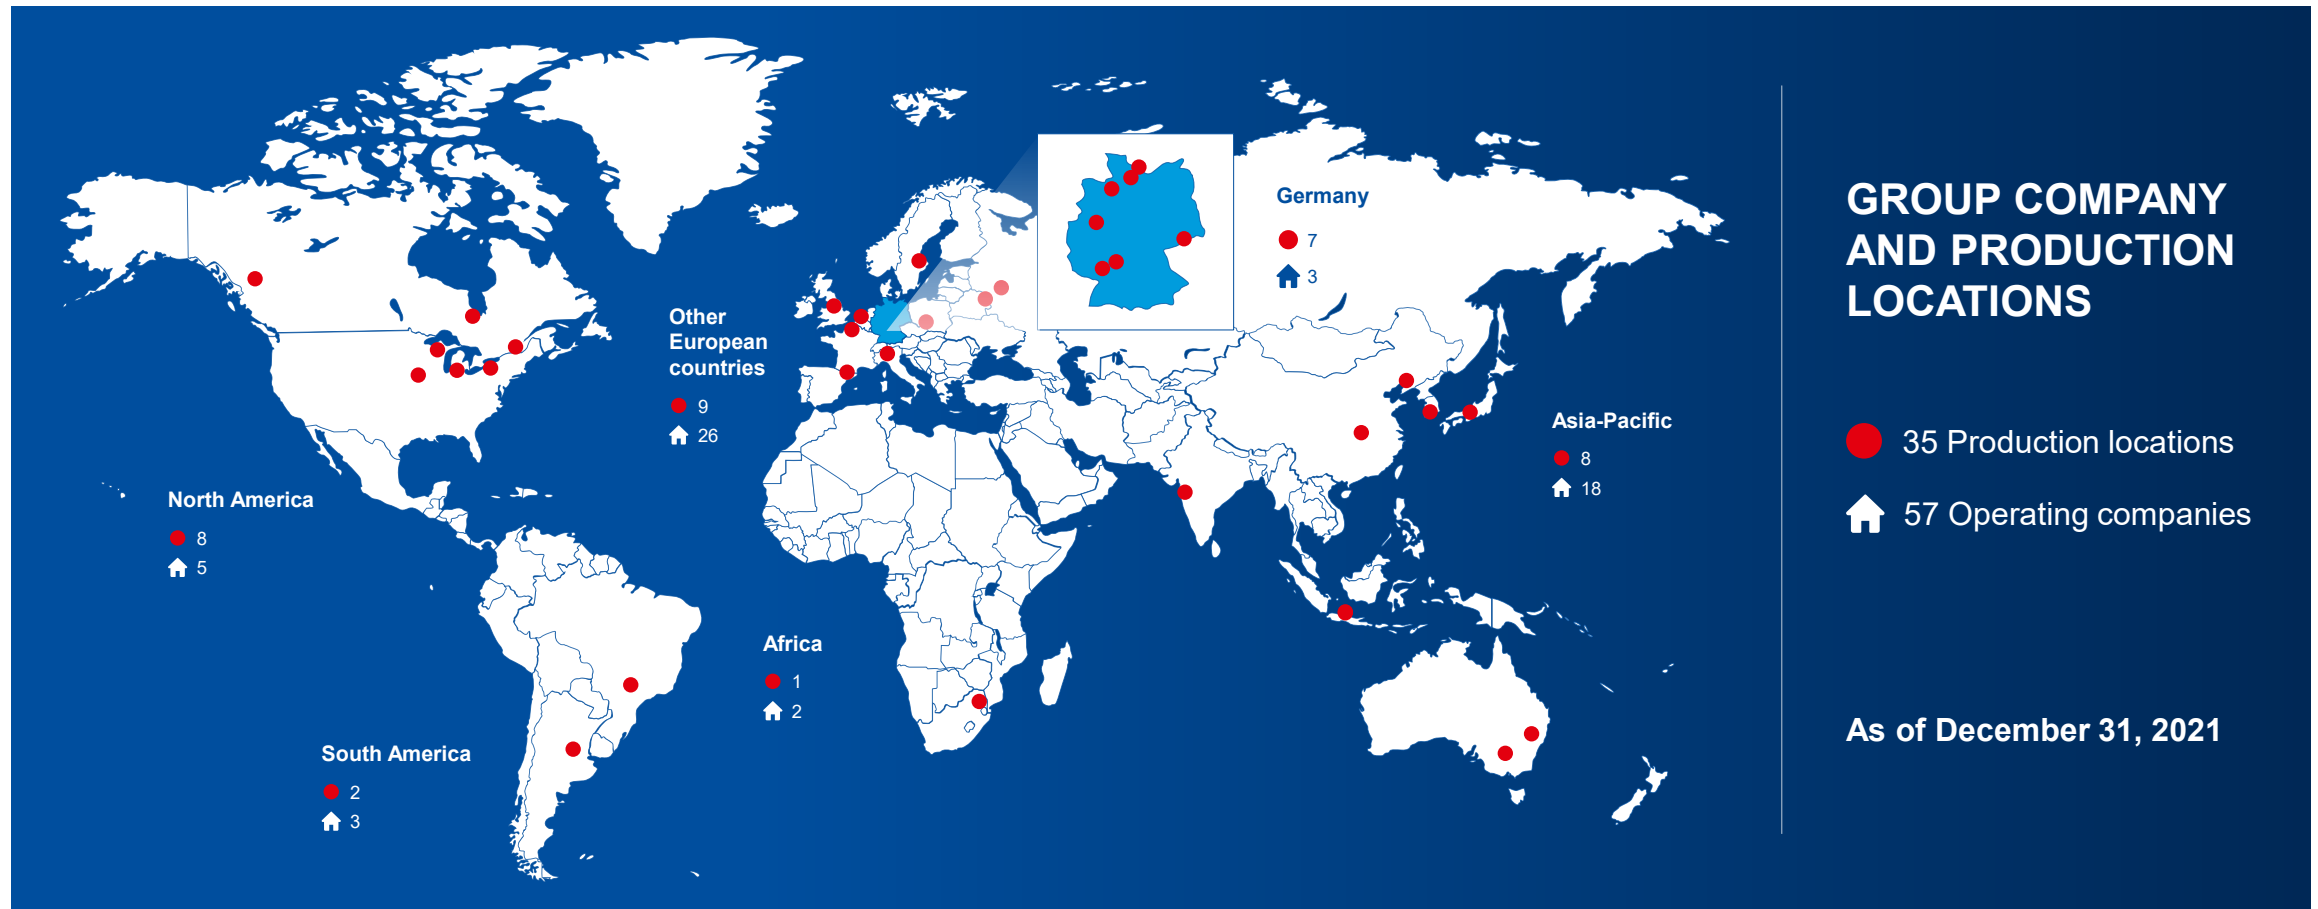 GROUP COMPANY
AND PRODUCTION
LOCATIONS
35 Production locations
57 Operating companies
As of December 31, 2021
Germany
7
3
Other
European
countries
9
26
Asia-Pacific
8
18
North America
8
5
Africa
1
2
South America
2
3